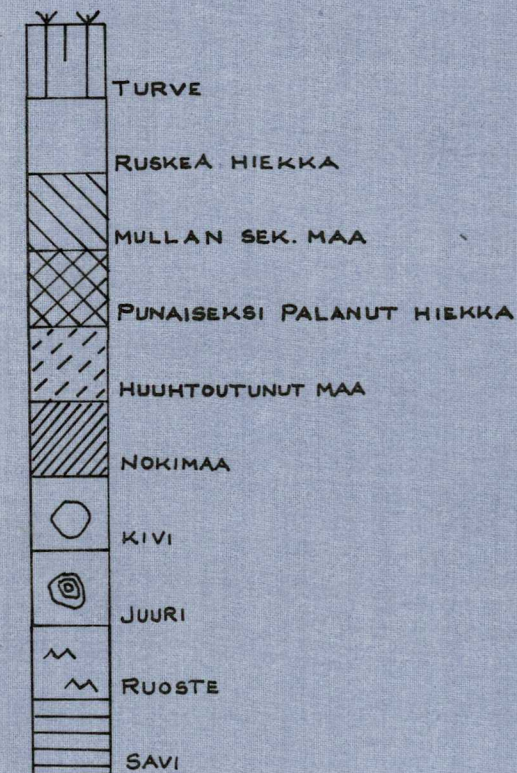 TURVE
RUSKEA HIEKKA
MULLAN SEK. MAA
PUNAISEKSI PALANUT HIEKKA
HUUHTOUTUNUT MAA
NOKIMAA
KIVI
JUURI
RUOSTE
SAVI